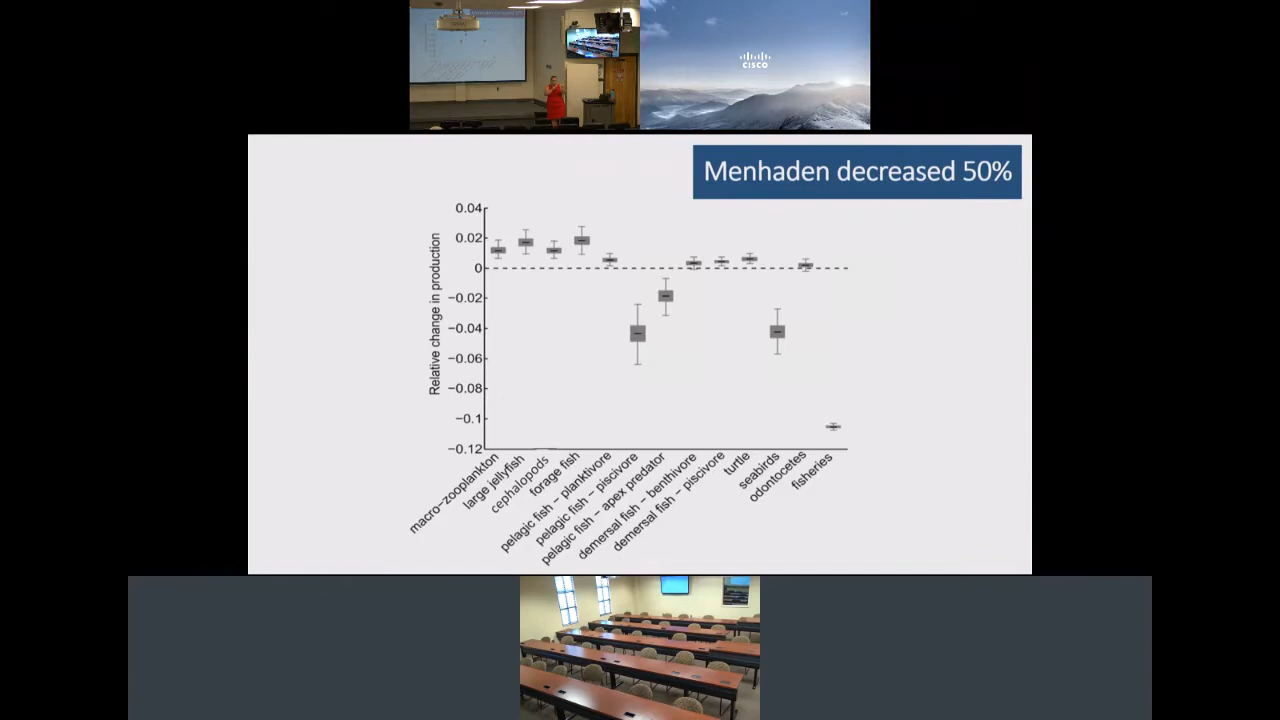 CISCO
Menhaden decreased 50%
Relative change in production
0.04
0.02
0
−0.02
−0.04
−0.06
−0.08
−0.1
−0.12
macro−zooplankton
large jellyfish
cephalopods
forage fish
pelagic fish − planktivore
pelagic fish − piscivore
pelagic fish − apex predator
demersal fish − benthivore
demersal fish − piscivore
turtle
seabirds
odontocetes
fisheries